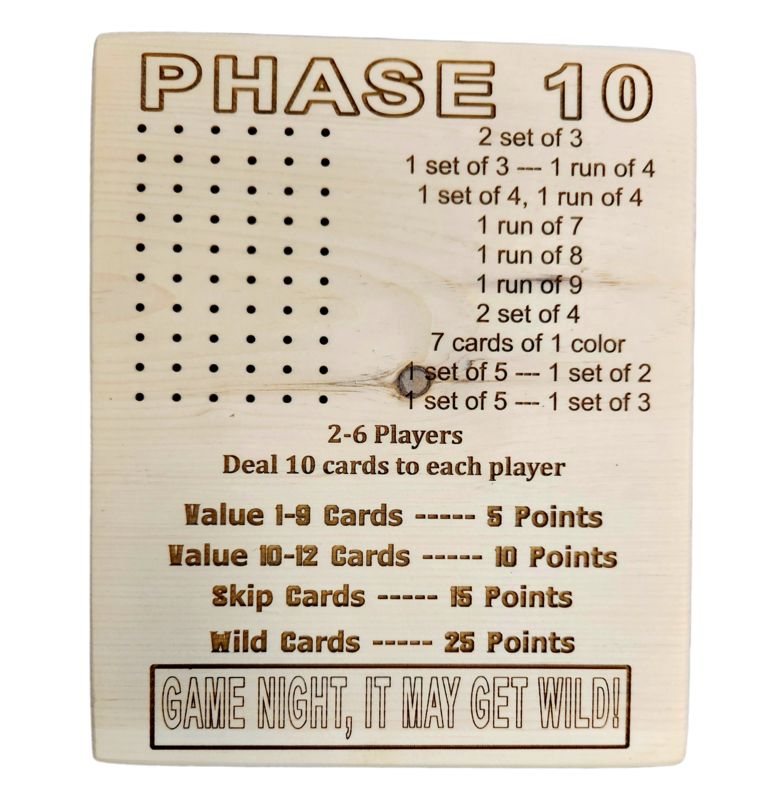 PHASE 10
2 set of 3
1 set of 3 --- 1 run of 4
1 set of 4, 1 run of 4
1 run of 7
1 run of 8
1 run of 9
2 set of 4
7 cards of 1 color
1 set of 5 --- 1 set of 2
1 set of 5 --- 1 set of 3
2-6 Players
Deal 10 cards to each player
Value 1-9 Cards ----- 5 Points
Value 10-12 Cards ----- 10 Points
Skip Cards ----- 15 Points
Wild Cards ----- 25 Points
GAME NIGHT, IT MAY GET WILD!